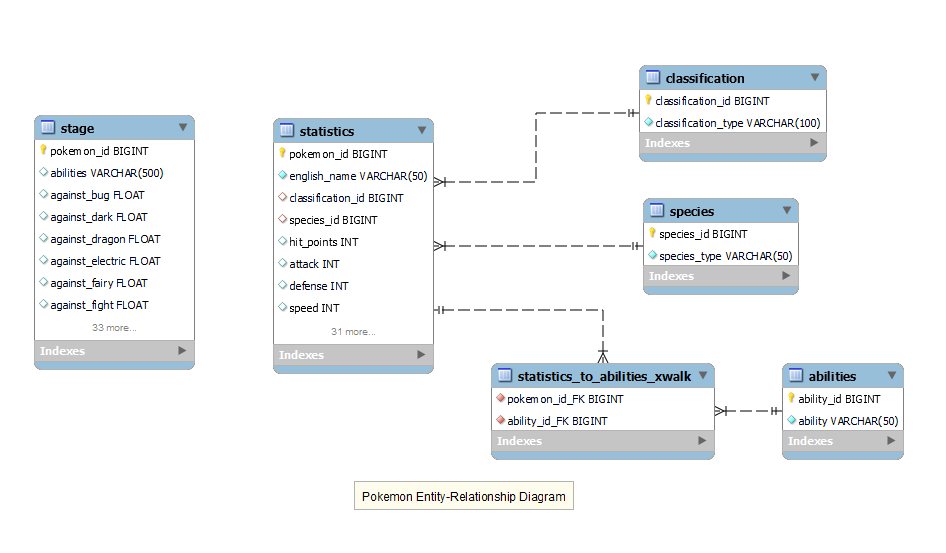 stage
pokemon_id BIGINT
abilities VARCHAR(500)
against_bug FLOAT
against_dark FLOAT
against_dragon FLOAT
against_electric FLOAT
against_fairy FLOAT
against_fight FLOAT
33 more...
Indexes
statistics
pokemon_id BIGINT
english_name VARCHAR(50)
classification_id BIGINT
species_id BIGINT
hit_points INT
attack INT
defense INT
speed INT
31 more...
Indexes
classification
classification_id BIGINT
classification_type VARCHAR(100)
Indexes
species
species_id BIGINT
species_type VARCHAR(50)
Indexes
statistics_to_abilities_xwalk
pokemon_id_FK BIGINT
ability_id_FK BIGINT
Indexes
abilities
ability_id BIGINT
ability VARCHAR(50)
Indexes
Pokemon Entity-Relationship Diagram